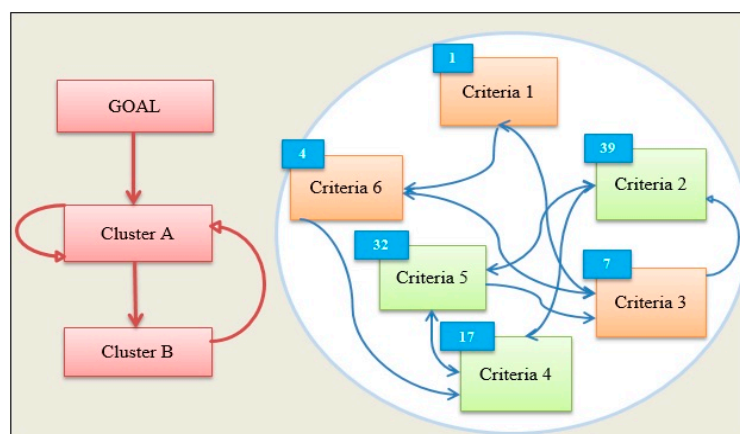 GOAL
Cluster A
Cluster B
1
Criteria 1
39
Criteria 2
4
Criteria 6
32
Criteria 5
7
Criteria 3
17
Criteria 4